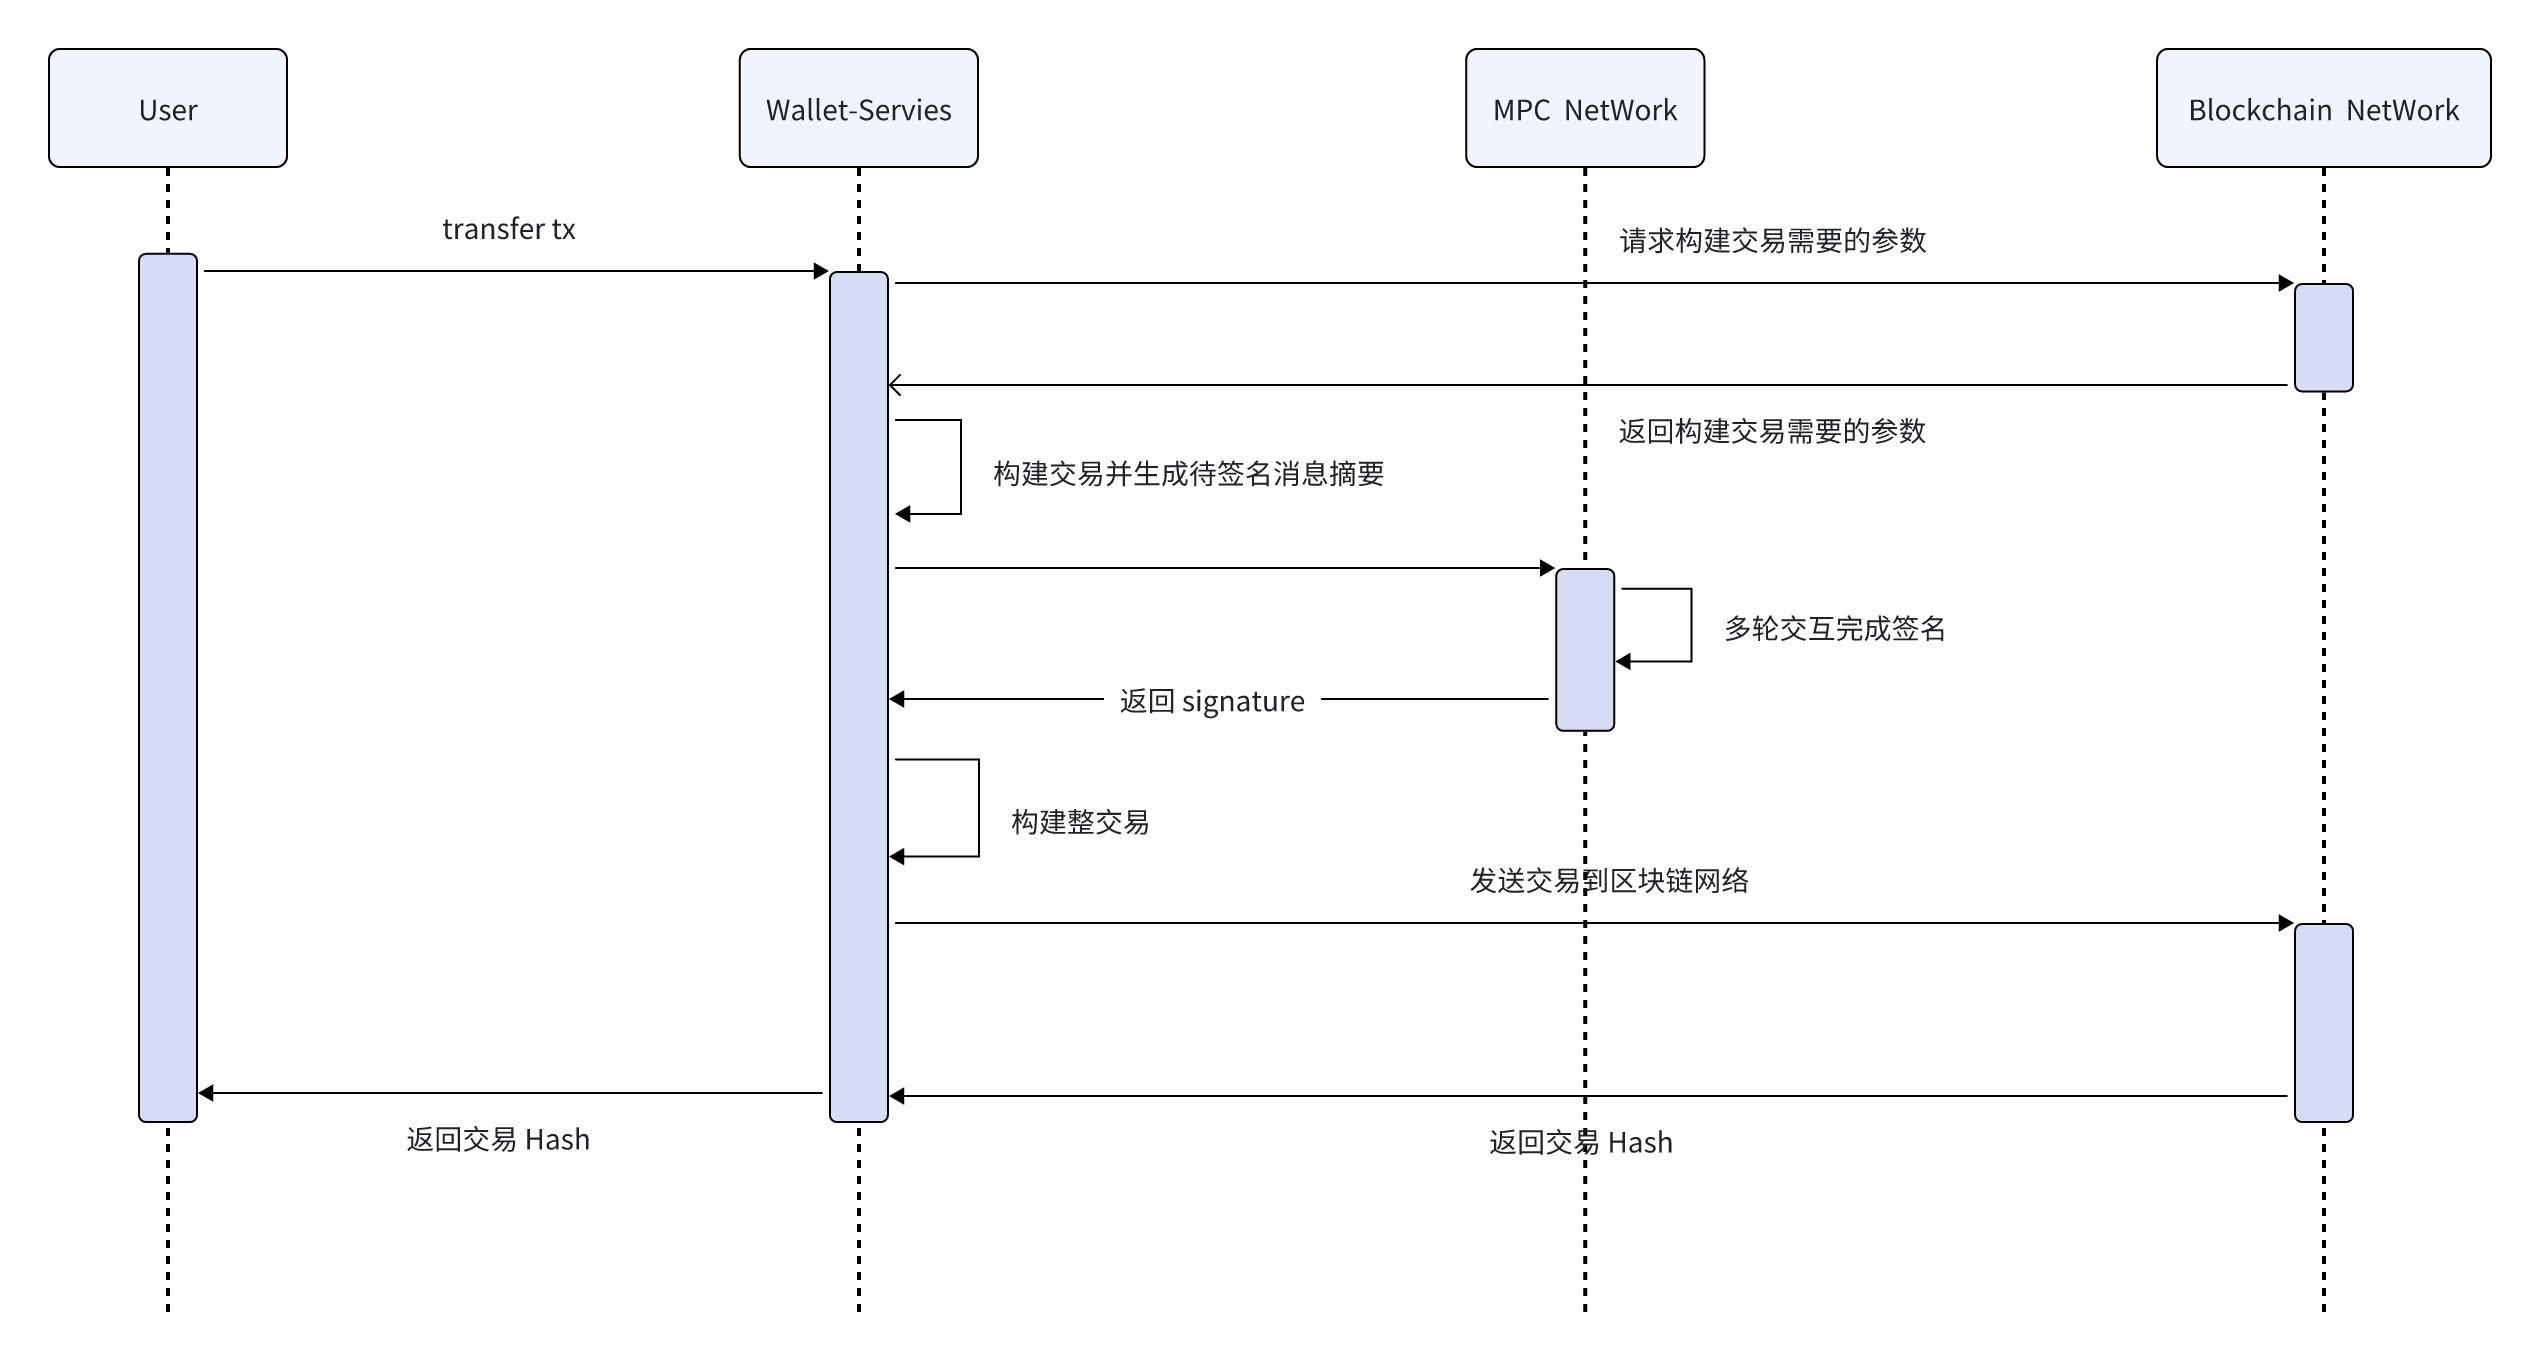 User
Wallet-Servies
MPC NetWork
Blockchain NetWork
transfer tx
请求构建交易需要的参数
返回构建交易需要的参数
构建交易并生成待签名消息摘要
多轮交互完成签名
返回 signature
构建整交易
发送交易到区块链网络
返回交易 Hash
返回交易 Hash